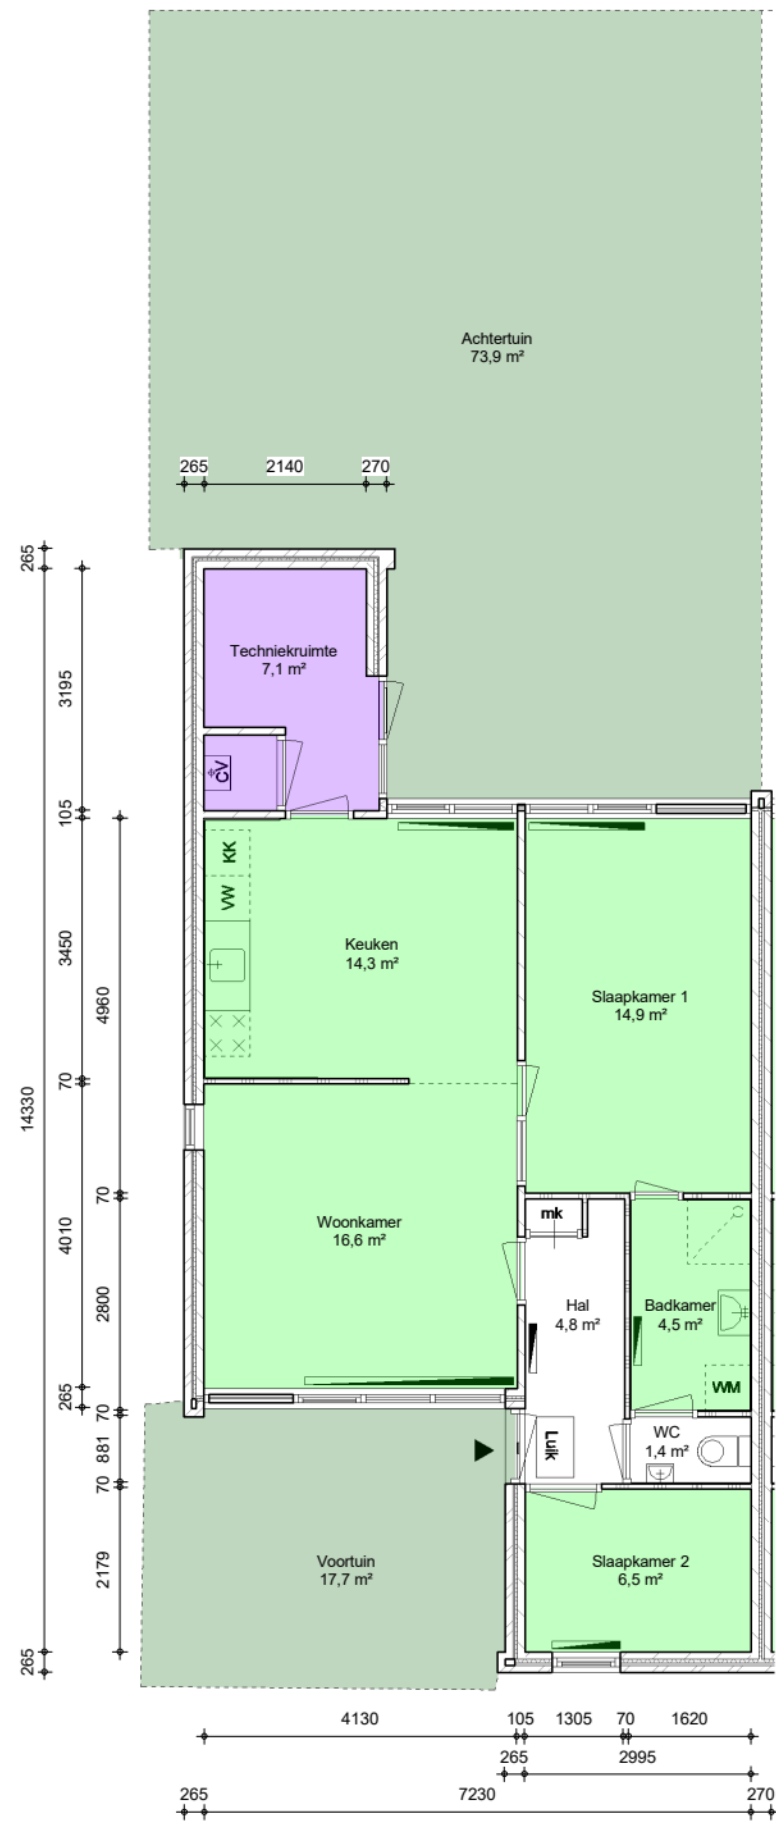 Achtertuin
73,9 m²
265
2140
270
265
Techniekruimte
7,1 m²
3195
CV
105
KK
VW
Keuken
14,3 m²
3450
4960
Slaapkamer 1
14,9 m²
70
14330
70
mk
4010
Woonkamer
16,6 m²
2800
Hal
4,8 m²
Badkamer
4,5 m²
WM
265
70
881
Luik
WC
1,4 m²
70
2179
Voortuin
17,7 m²
Slaapkamer 2
6,5 m²
265
4130
105
1305
70
1620
265
2995
265
7230
270